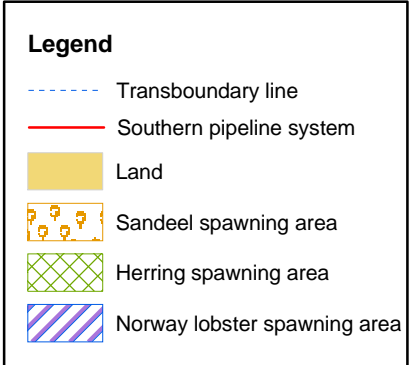 Legend
Transboundary line
Southern pipeline system
Land
Sandeel spawning area
Herring spawning area
Norway lobster spawning area